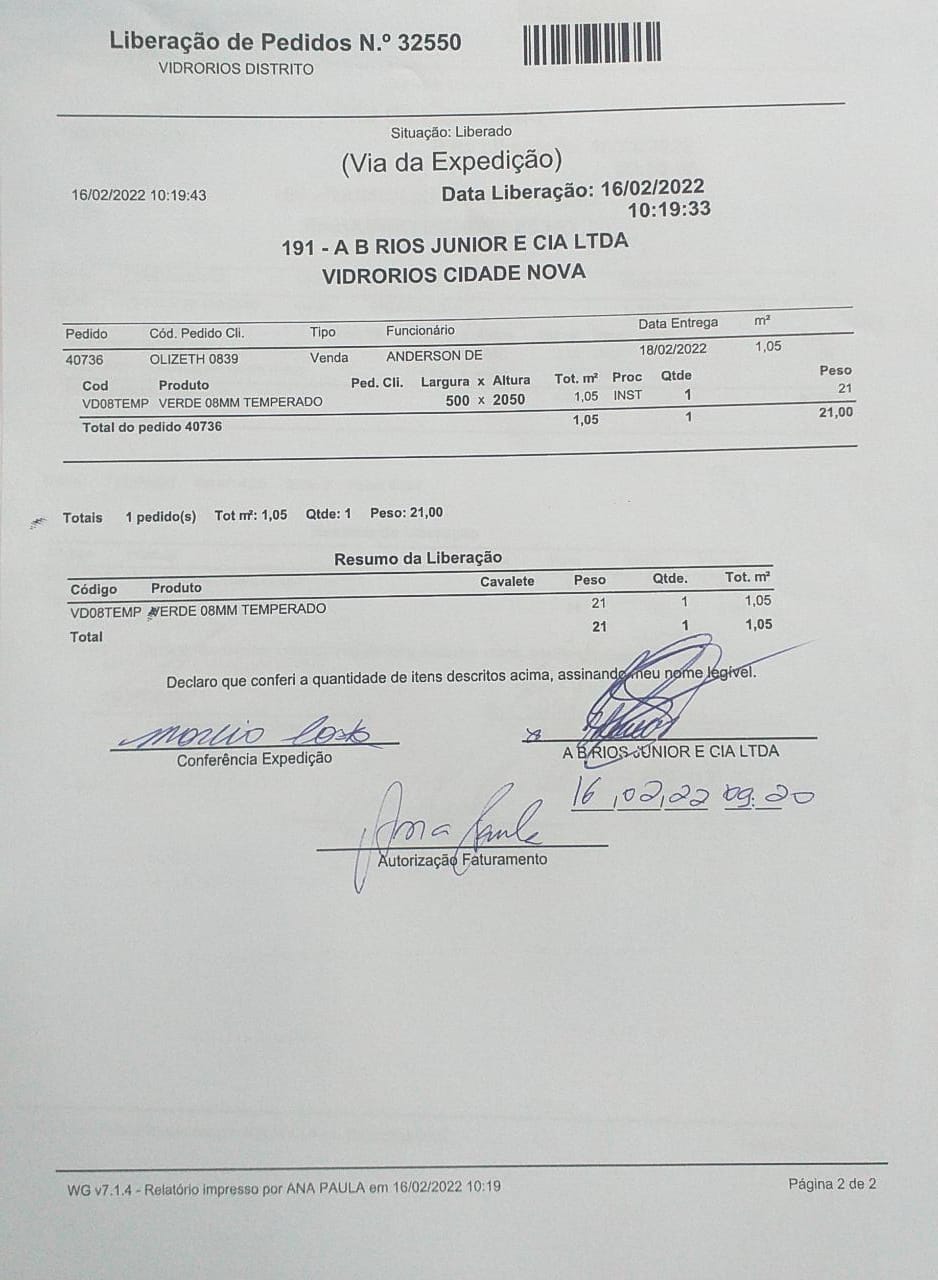 Liberação de Pedidos N.º 32550
VIDRORIOS DISTRITO
Situação: Liberado
(Via da Expedição)
16/02/2022 10:19:43 Data Liberação: 16/02/2022
10:19:33
191 - A B RIOS JUNIOR E CIA LTDA
VIDRORIOS CIDADE NOVA
Pedido Cód. Pedido Cli. Tipo Funcionário Data Entrega m²
40736 OLIZETH 0839 Venda ANDERSON DE 18/02/2022 1,05
Cod Produto Ped. Cli. Largura x Altura Tot. m² Proc Qtde Peso
VD08TEMP VERDE 08MM TEMPERADO 500 x 2050 1,05 INST 1 21
Total do pedido 40736 1,05 1 21,00
Totais 1 pedido(s) Tot m²: 1,05 Qtde: 1 Peso: 21,00
Resumo da Liberação
Código Produto Cavalete Peso Qtde. Tot. m²
VD08TEMP VERDE 08MM TEMPERADO 21 1 1,05
Total 21 1 1,05
Declaro que conferi a quantidade de itens descritos acima, assinando meu nome legível.
Marcio Costa
Conferência Expedição A B RIOS JUNIOR E CIA LTDA
16,02,22 09:20
Ana Paula
Autorização Faturamento
WG v7.1.4 - Relatório impresso por ANA PAULA em 16/02/2022 10:19 Página 2 de 2